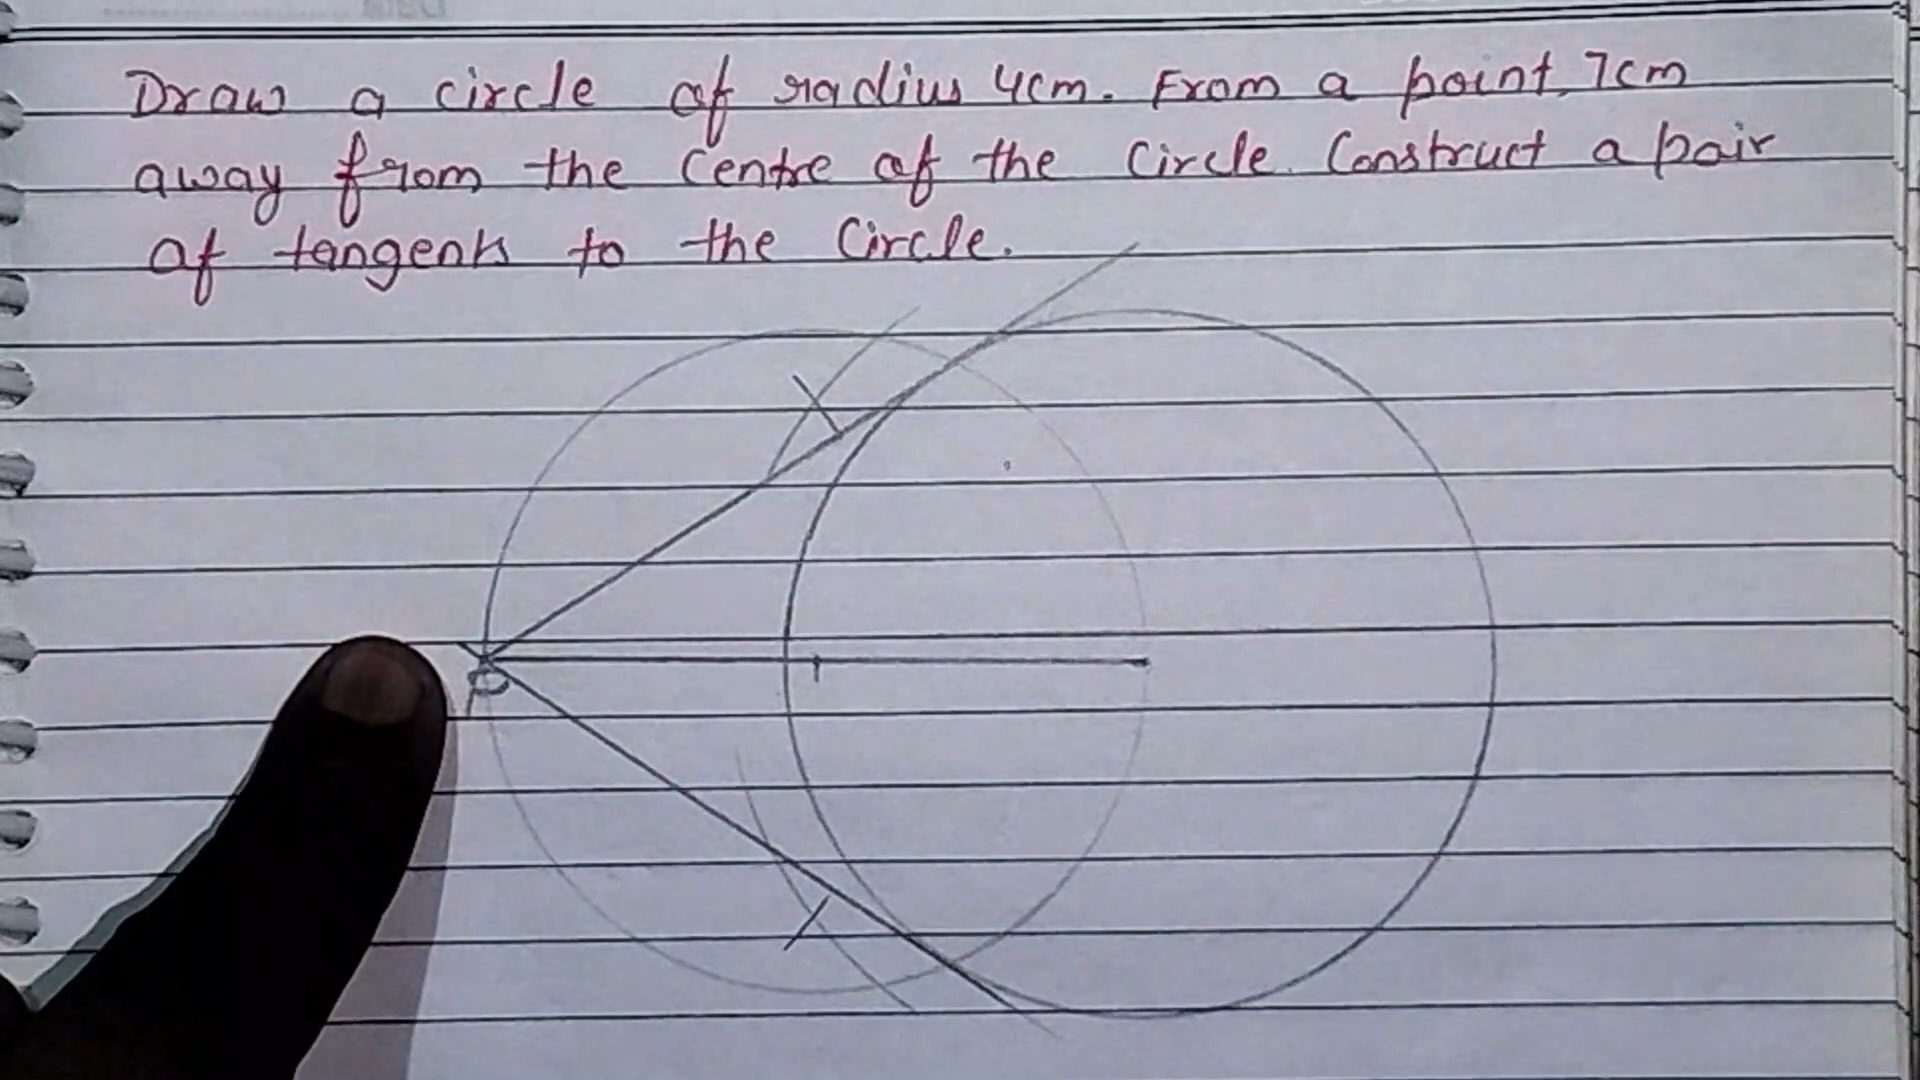 Draw a circle of radius 4cm. From a point, 7cm
away from the centre of the circle. Construct a pair
of tangents to the circle.
P